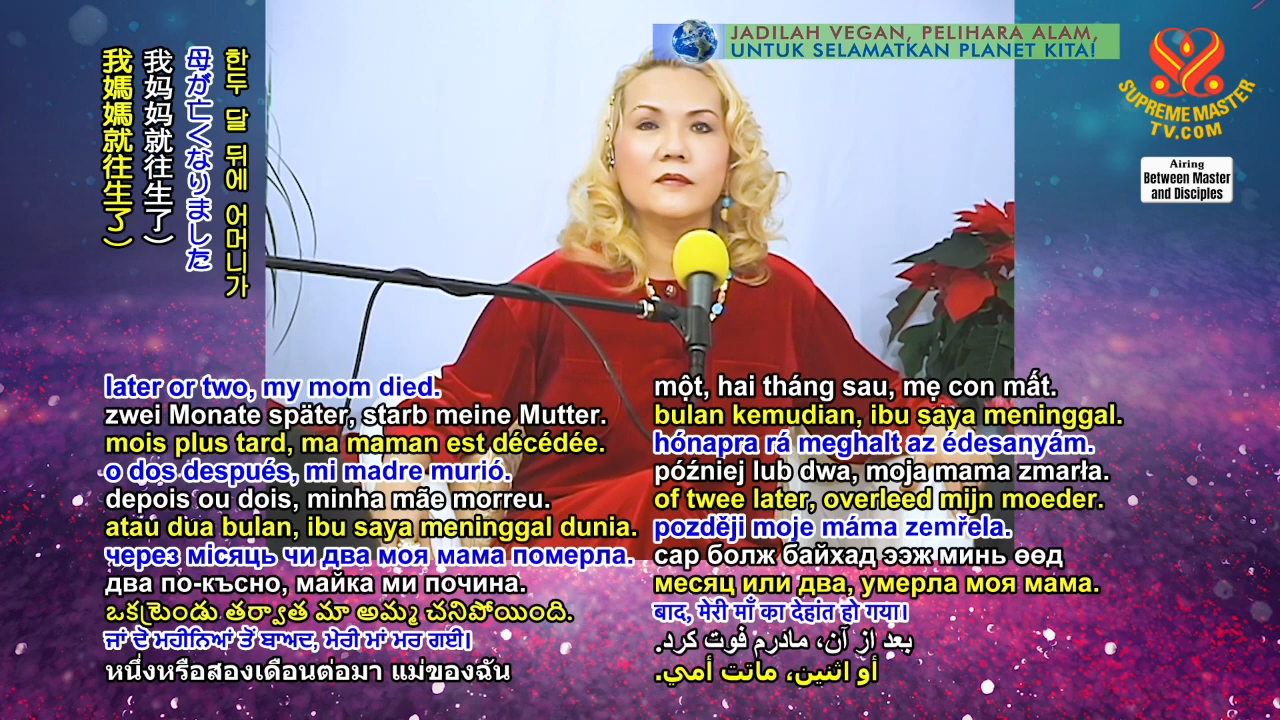 JADILAH VEGAN, PELIHARA ALAM,
UNTUK SELAMATKAN PLANET KITA!
SUPREME MASTER
TV.COM
Airing
Between Master
and Disciples
한두 달 뒤에 어머니가
母が亡くなりました
我妈妈就往生了）
我媽媽就往生了）
later or two, my mom died.
zwei Monate später, starb meine Mutter.
mois plus tard, ma maman est décédée.
o dos después, mi madre murió.
depois ou dois, minha mãe morreu.
atau dua bulan, ibu saya meninggal dunia.
через місяць чи два моя мама померла.
два по-късно, майка ми почина.
ఒకట్రెండు తర్వాత మా అమ్మ చనిపోయింది.
ਜਾਂ ਦੋ ਮਹੀਨਿਆਂ ਤੋਂ ਬਾਅਦ, ਮੇਰੀ ਮਾਂ ਮਰ ਗਈ।
หนึ่งหรือสองเดือนต่อมา แม่ของฉัน
một, hai tháng sau, mẹ con mất.
bulan kemudian, ibu saya meninggal.
hónapra rá meghalt az édesanyám.
później lub dwa, moja mama zmarła.
of twee later, overleed mijn moeder.
později moje máma zemřela.
сар болж байхад ээж минь өөд
месяц или два, умерла моя мама.
बाद, मेरी माँ का देहांत हो गया।
بعد از آن، مادرم فوت کرد.
أو اثنين، ماتت أمي.